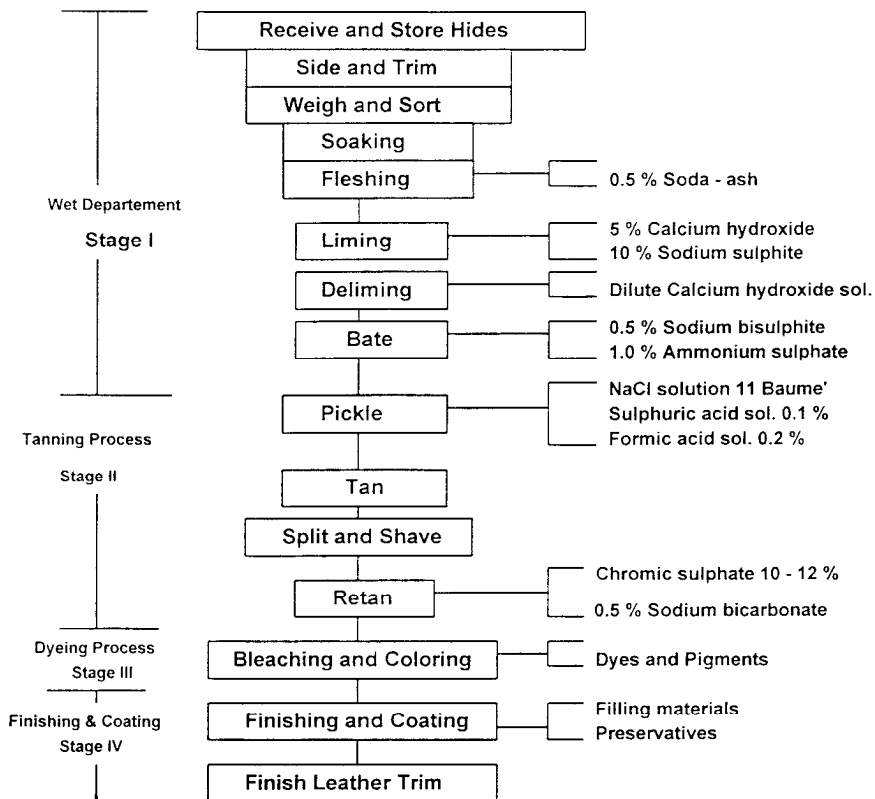 Receive and Store Hides
Side and Trim
Weigh and Sort
Soaking
Fleshing
0.5 % Soda - ash
Wet Departement
Stage I
Liming
5 % Calcium hydroxide
10 % Sodium sulphite
Deliming
Dilute Calcium hydroxide sol.
Bate
0.5 % Sodium bisulphite
1.0 % Ammonium sulphate
Pickle
NaCl solution 11 Baume'
Sulphuric acid sol. 0.1 %
Formic acid sol. 0.2 %
Tanning Process
Stage II
Tan
Split and Shave
Retan
Chromic sulphate 10 - 12 %
0.5 % Sodium bicarbonate
Dyeing Process
Stage III
Bleaching and Coloring
Dyes and Pigments
Finishing & Coating
Stage IV
Finishing and Coating
Filling materials
Preservatives
Finish Leather Trim